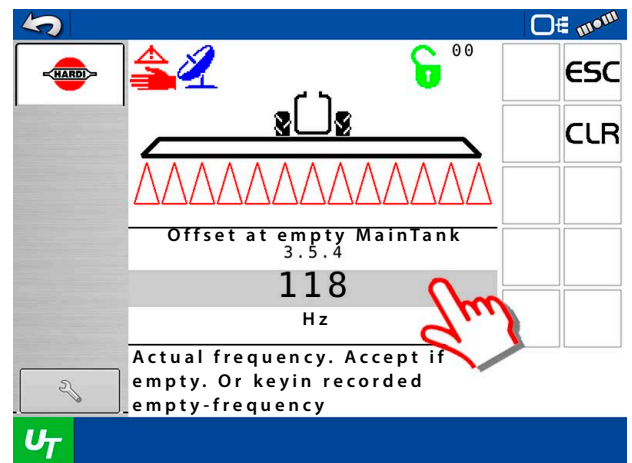 HARDI
00
ESC
CLR
Offset at empty MainTank
3.5.4
118
Hz
Actual frequency. Accept if
empty. Or keyin recorded
empty-frequency
UT